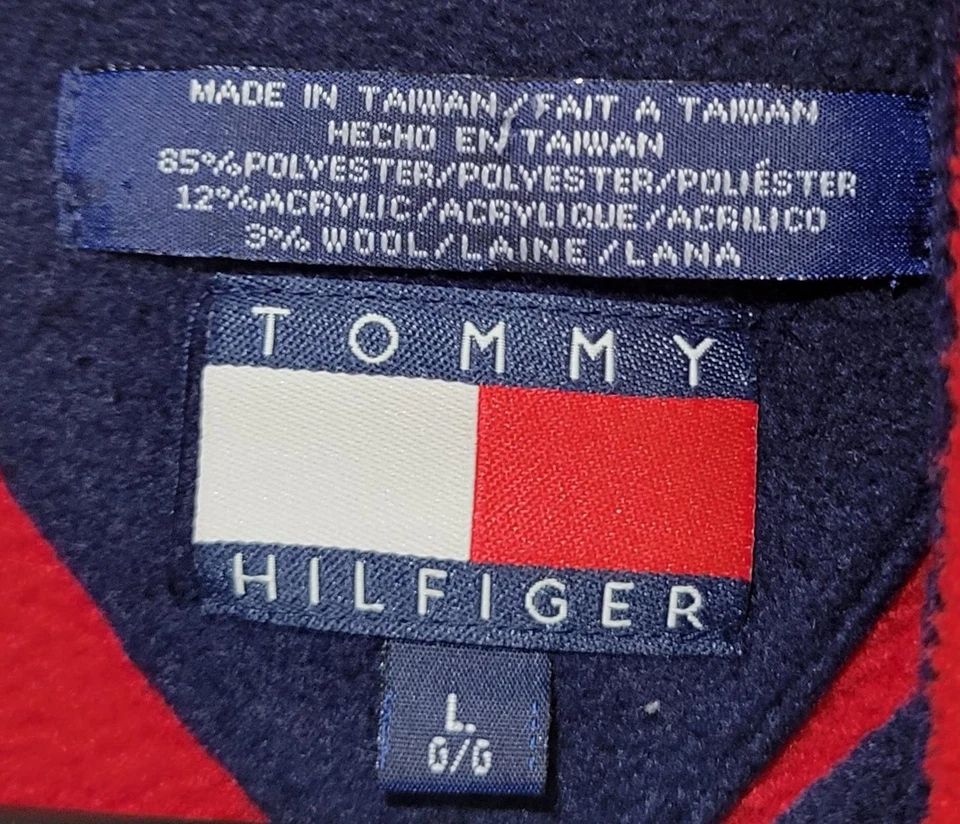 MADE IN TAIWAN/FAIT A TAIWAN
HECHO EN TAIWAN
85%POLYESTER/POLYESTER/POLIÉSTER
12%ACRYLIC/ACRYLIQUE/ACRILICO
3% WOOL/LAINE/LANA
TOMMY
HILFIGER
L.
G/G